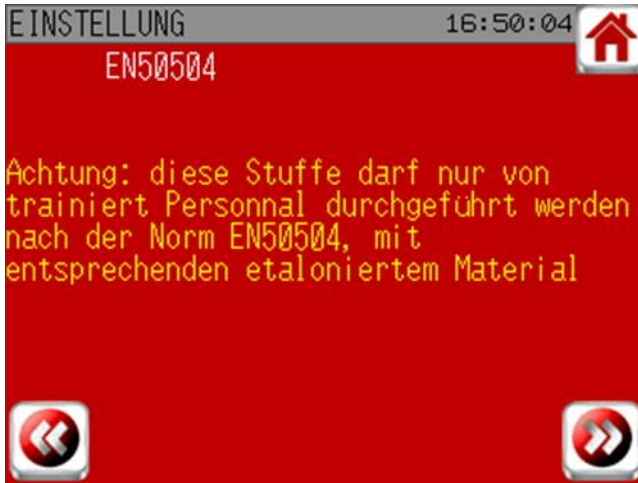 EINSTELLUNG 16:50:04
EN50504
Achtung: diese Stuffe darf nur von
trainiert Personnal durchgeführt werden
nach der Norm EN50504, mit
entsprechenden etaloniertem Material